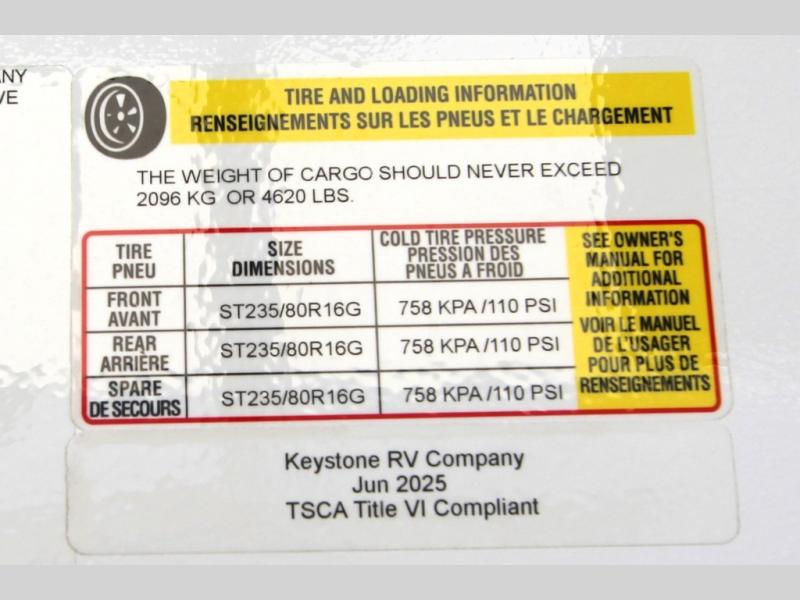 NY
VE
TIRE AND LOADING INFORMATION
RENSEIGNEMENTS SUR LES PNEUS ET LE CHARGEMENT
THE WEIGHT OF CARGO SHOULD NEVER EXCEED
2096 KG OR 4620 LBS.
TIRE
PNEU
SIZE
DIMENSIONS
COLD TIRE PRESSURE
PRESSION DES
PNEUS A FROID
FRONT
AVANT
ST235/80R16G
758 KPA /110 PSI
REAR
ARRIÈRE
ST235/80R16G
758 KPA /110 PSI
SPARE
DE SECOURS
ST235/80R16G
758 KPA /110 PSI
SEE OWNER'S
MANUAL FOR
ADDITIONAL
INFORMATION
VOIR LE MANUEL
DE L'USAGER
POUR PLUS DE
RENSEIGNEMENTS
Keystone RV Company
Jun 2025
TSCA Title VI Compliant